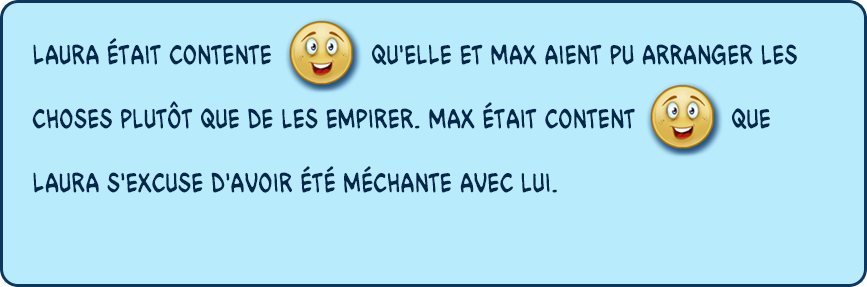 LAURA ÉTAIT CONTENTE QU'ELLE ET MAX AIENT PU ARRANGER LES
CHOSES PLUTÔT QUE DE LES EMPIRER. MAX ÉTAIT CONTENT QUE
LAURA S'EXCUSE D'AVOIR ÉTÉ MÉCHANTE AVEC LUI.